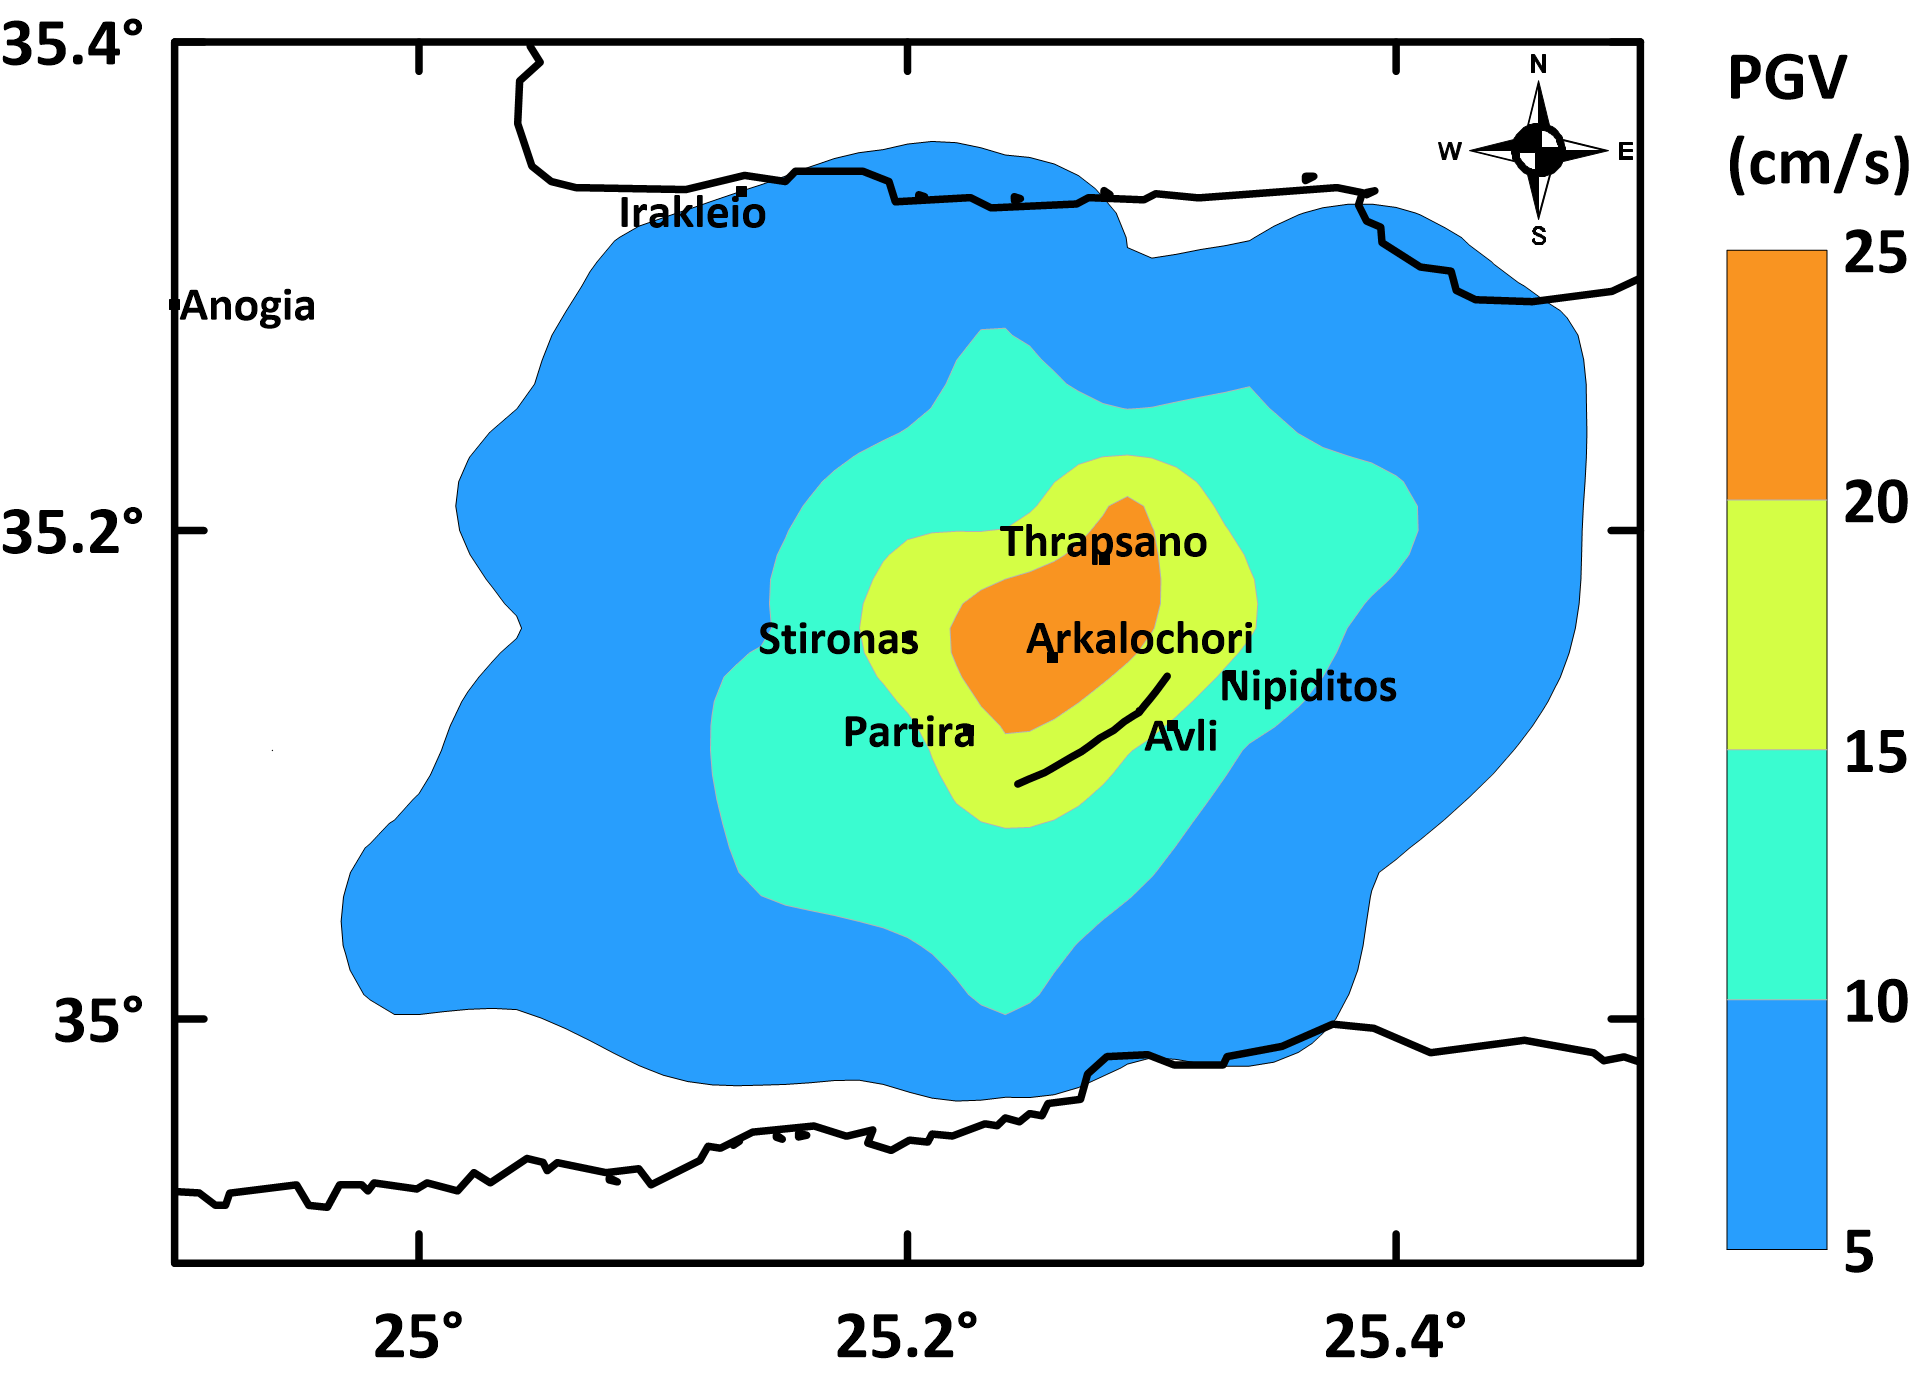 35.4°
N
PGV
W
E
(cm/s)
Irakleio
S
25
Anogia
20
35.2°
Thrapsano
Stironas
Arkalochori
Nipiditos
Partira
Avli
15
35°
10
5
25°
25.2°
25.4°